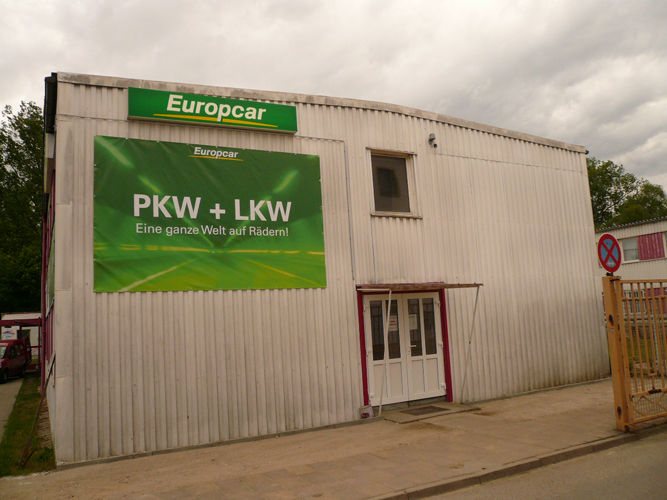 Europcar
Europcar
PKW + LKW
Eine ganze Welt auf Rädern!